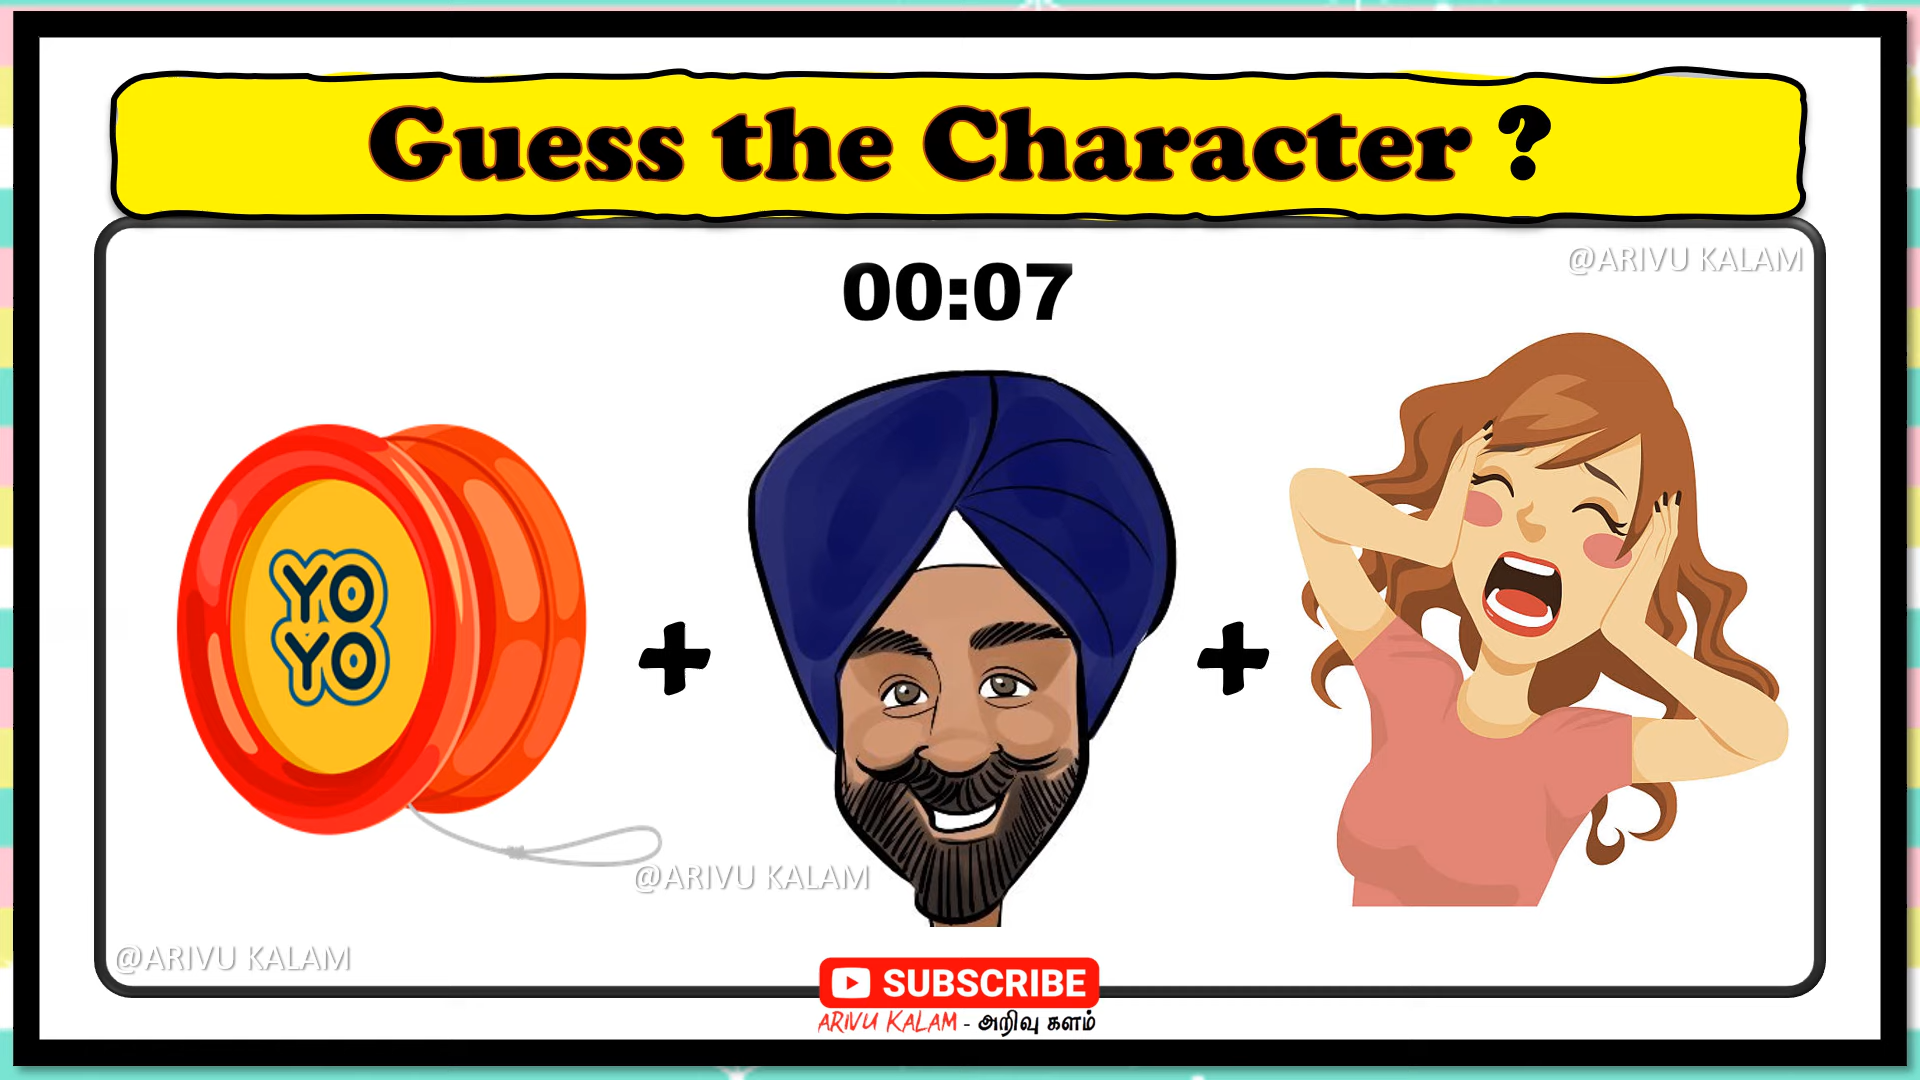 Guess the Character ?
@ARIVU KALAM
00:07
YO
YO
@ARIVU KALAM
@ARIVU KALAM
SUBSCRIBE
ARIVU KALAM - அறிவு களம்